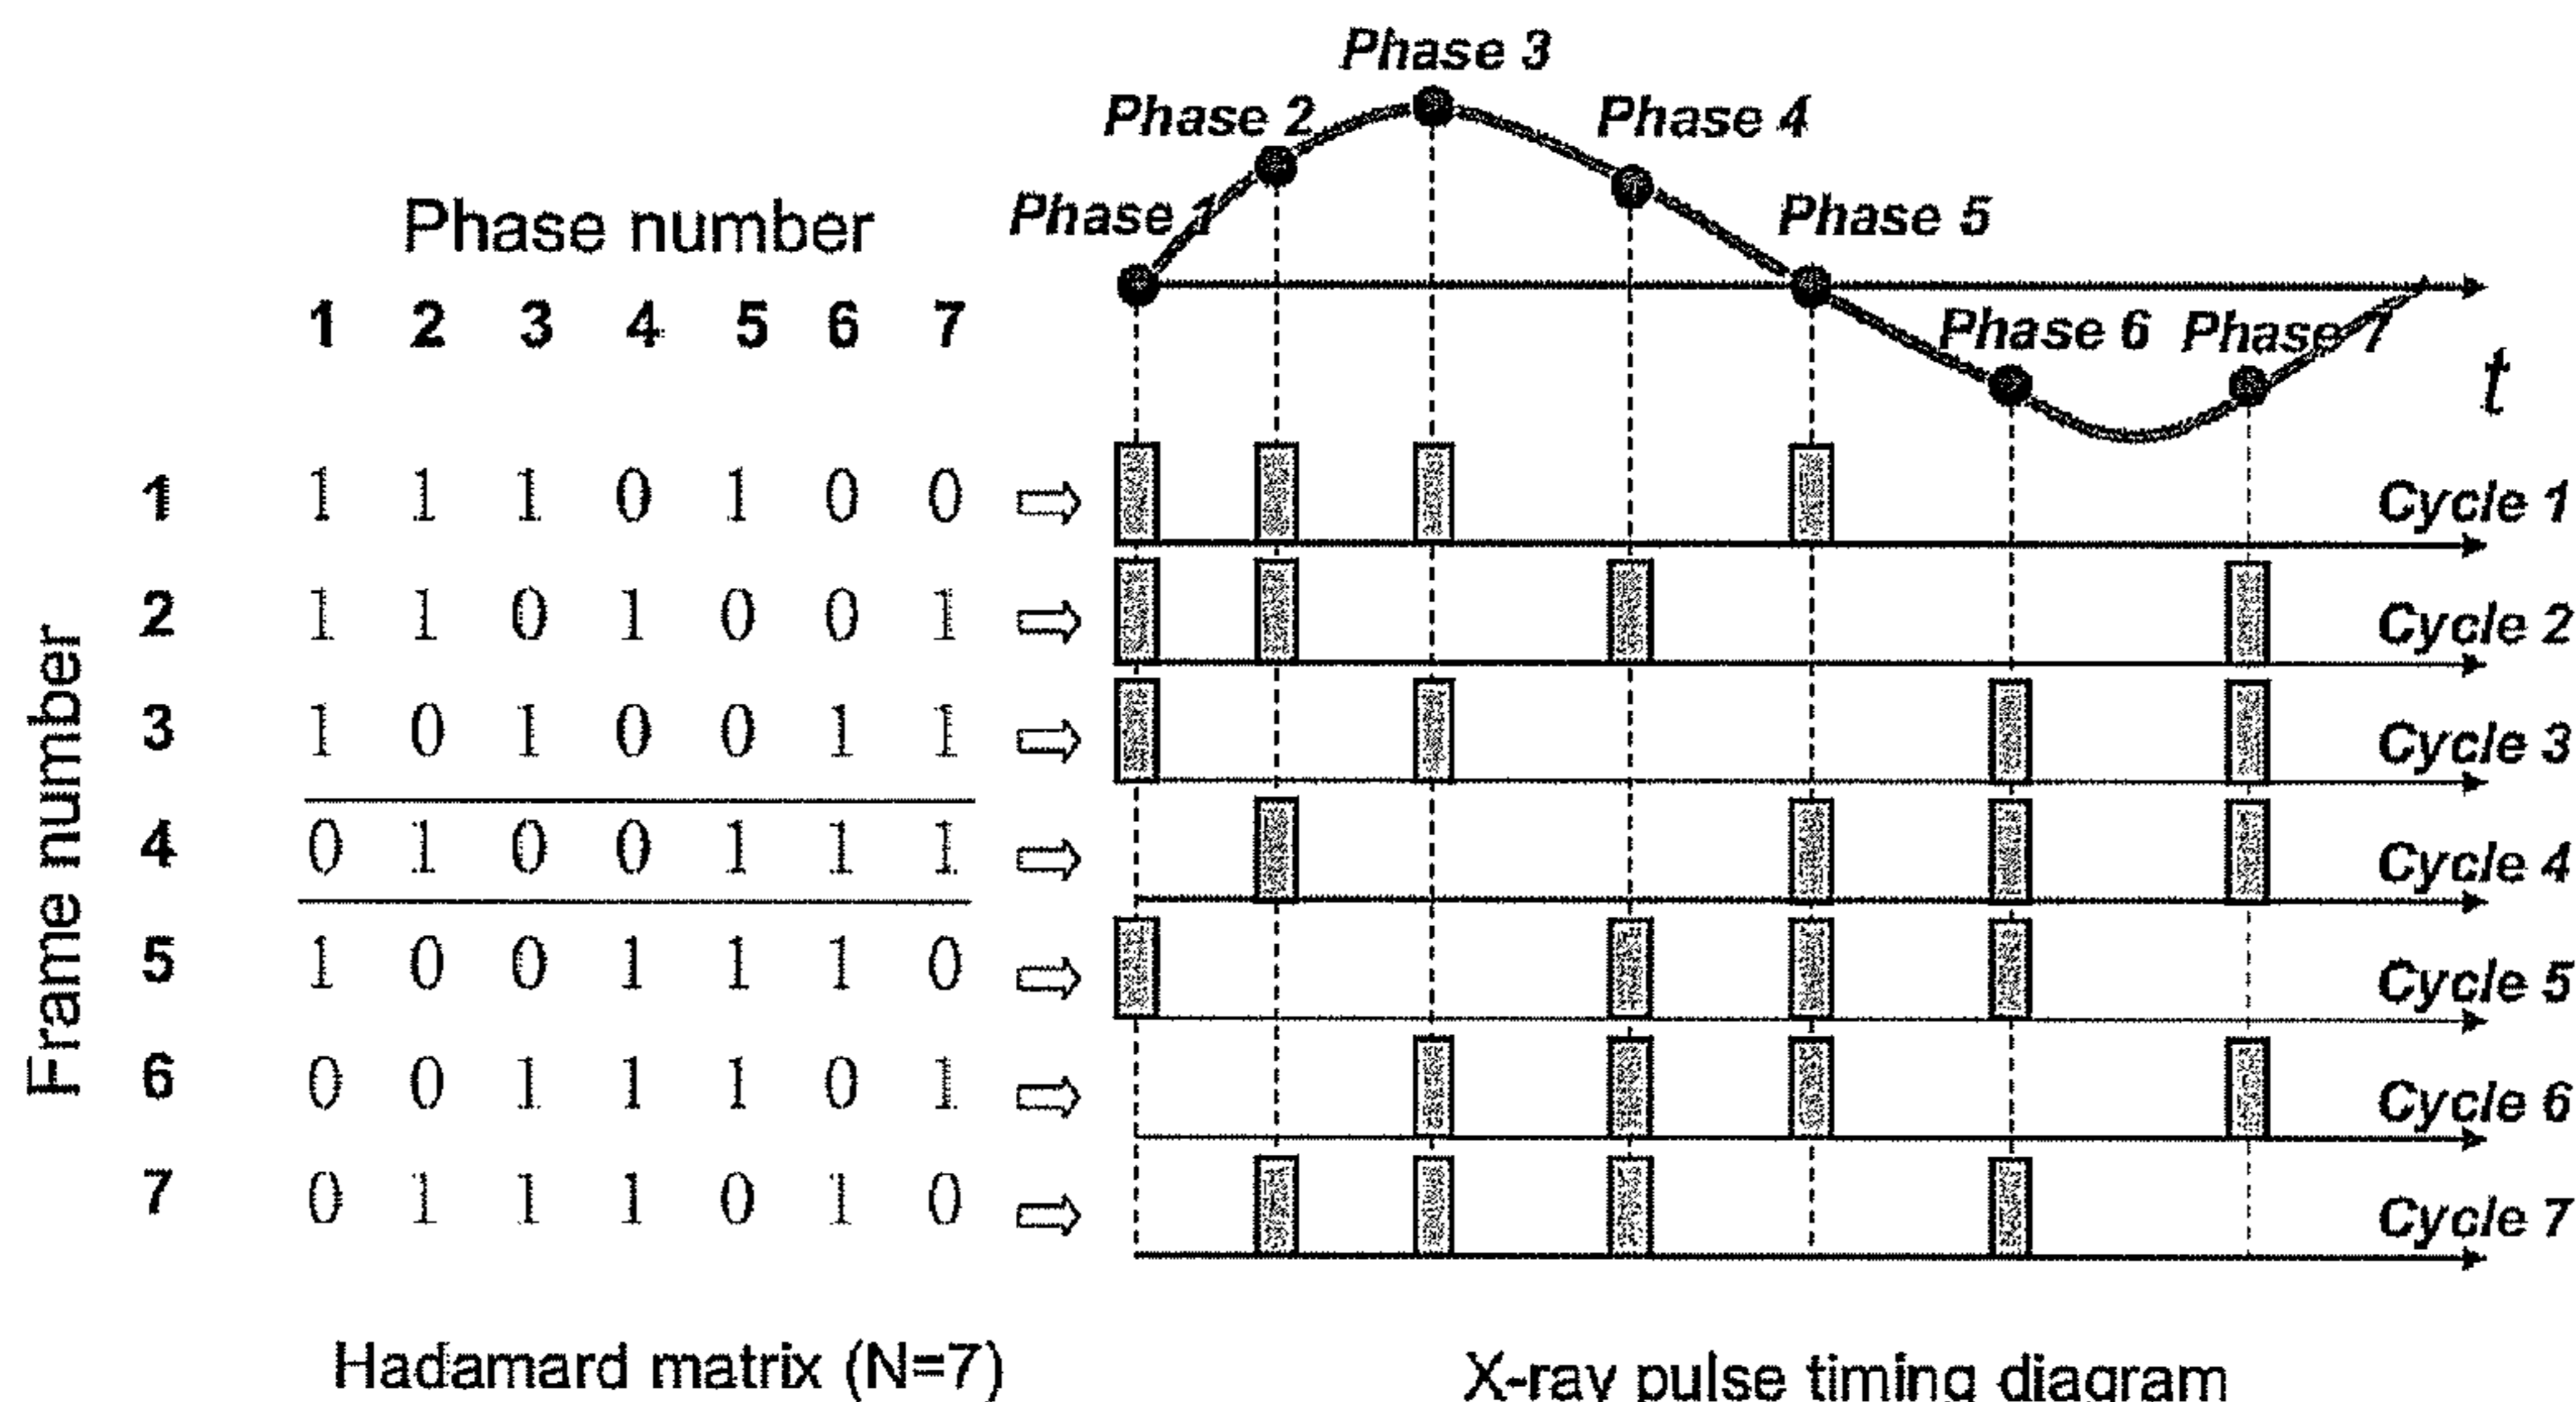 Phase 3
Phase 2
Phase 4
Phase 1
Phase 5
Phase number
Phase 6
Phase 7
1 2 3 4 5 6 7
t
Frame number
1 1 1 1 0 1 0 0 Cycle 1
2 1 1 0 1 0 0 1 Cycle 2
3 1 0 1 0 0 1 1 Cycle 3
4 0 1 0 0 1 1 1 Cycle 4
5 1 0 0 1 1 1 0 Cycle 5
6 0 0 1 1 1 0 1 Cycle 6
7 0 1 1 1 0 1 0 Cycle 7
Hadamard matrix (N=7)
X-ray pulse timing diagram